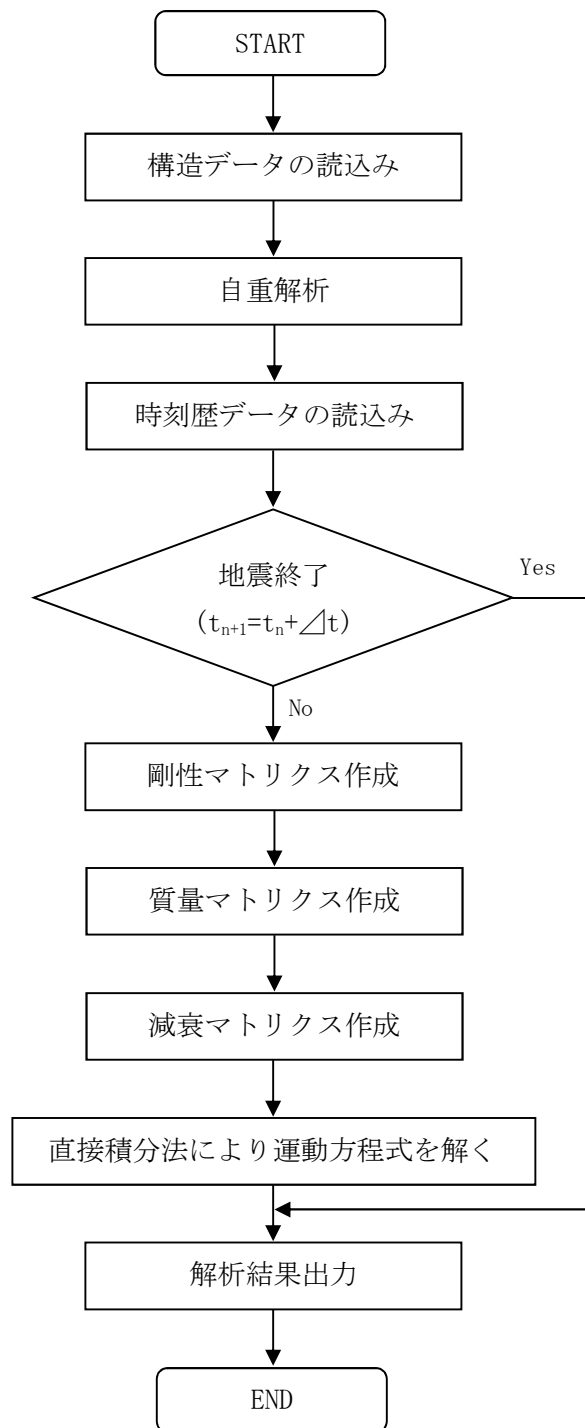 START
構造データの読込み
自重解析
時刻歴データの読込み
地震終了
(tn+1=tn+⊿t)
Yes
No
剛性マトリクス作成
質量マトリクス作成
減衰マトリクス作成
直接積分法により運動方程式を解く
解析結果出力
END